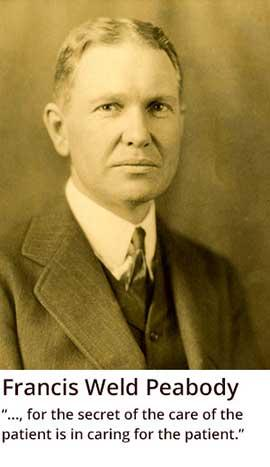 Francis Weld Peabody
“…, for the secret of the care of the
patient is in caring for the patient.”